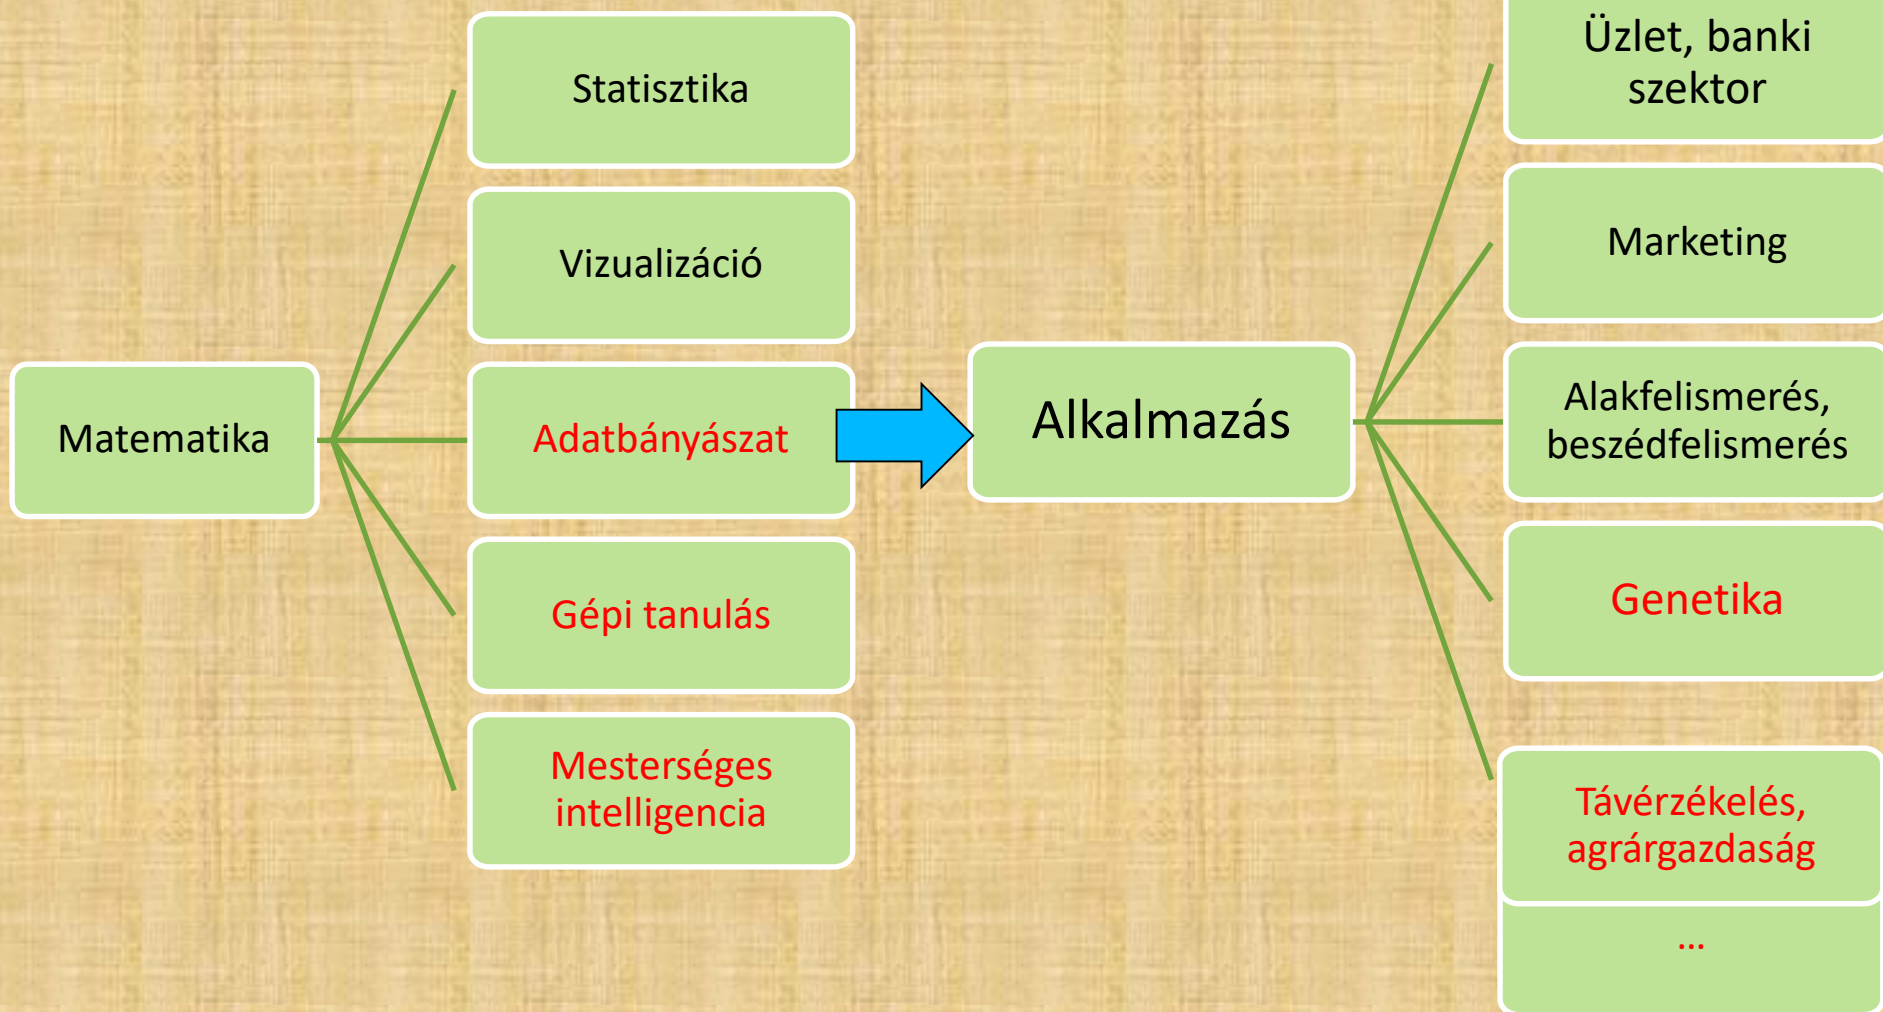 Matematika
Statisztika
Vizualizáció
Adatbányászat
Gépi tanulás
Mesterséges
intelligencia
Alkalmazás
Üzlet, banki
szektor
Marketing
Alakfelismerés,
beszédfelismerés
Genetika
Távérzékelés,
agrárgazdaság
...